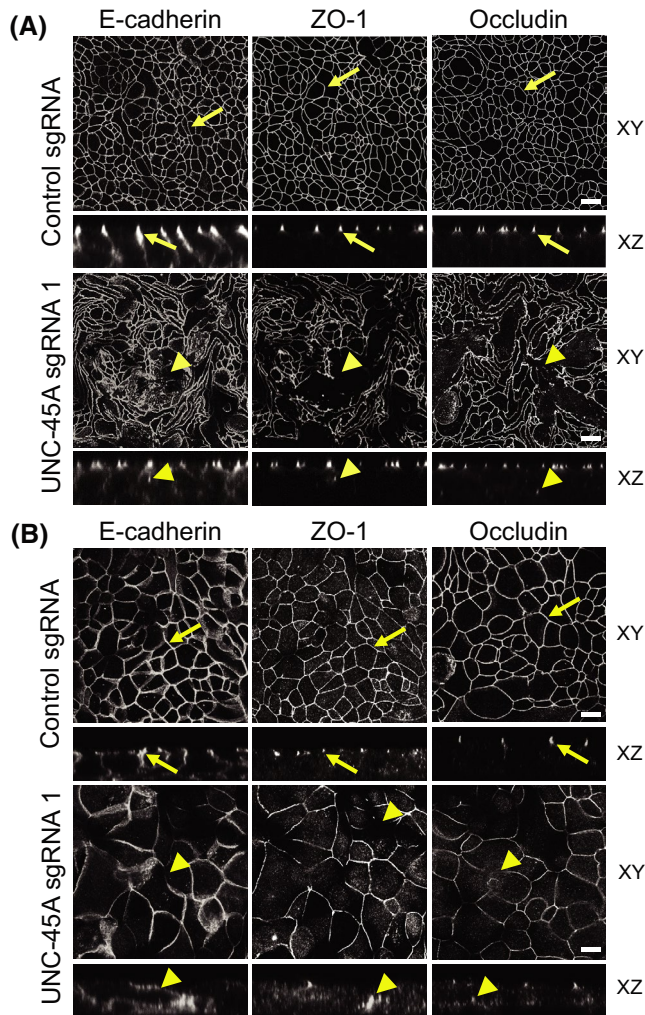 (A)
E-cadherin ZO-1 Occludin
Control sgRNA
XY
XZ
UNC-45A sgRNA 1
XY
XZ
(B)
E-cadherin ZO-1 Occludin
Control sgRNA
XY
XZ
UNC-45A sgRNA 1
XY
XZ